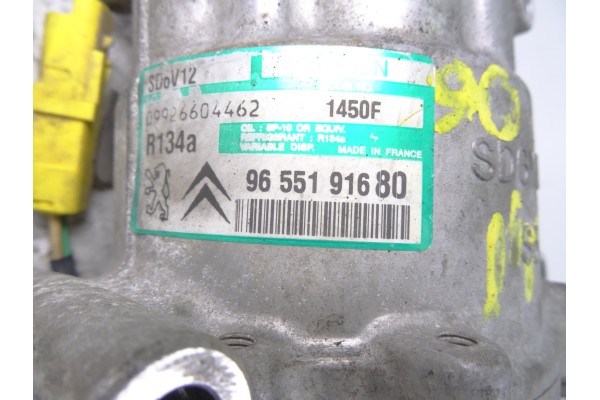 SD6V12
09926604462 1450F
OIL : SP-10 OR EQUIV.
REFRIGERANT : R134a
VARIABLE DISP. MADE IN FRANCE
R134a
96 551 916 80
90